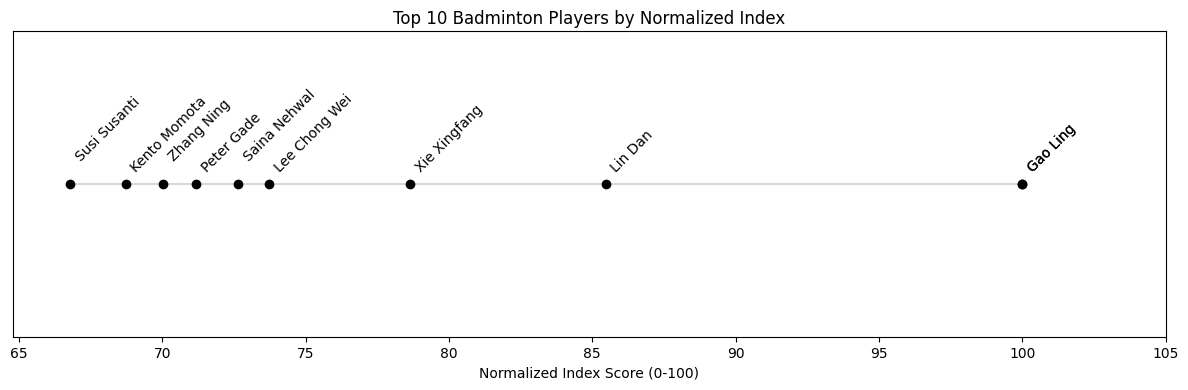 Top 10 Badminton Players by Normalized Index
Susi Susanti
Kento Momota
Zhang Ning
Peter Gade
Saina Nehwal
Lee Chong Wei
Xie Xingfang
Lin Dan
Gao Ling
65 70 75 80 85 90 95 100 105
Normalized Index Score (0-100)